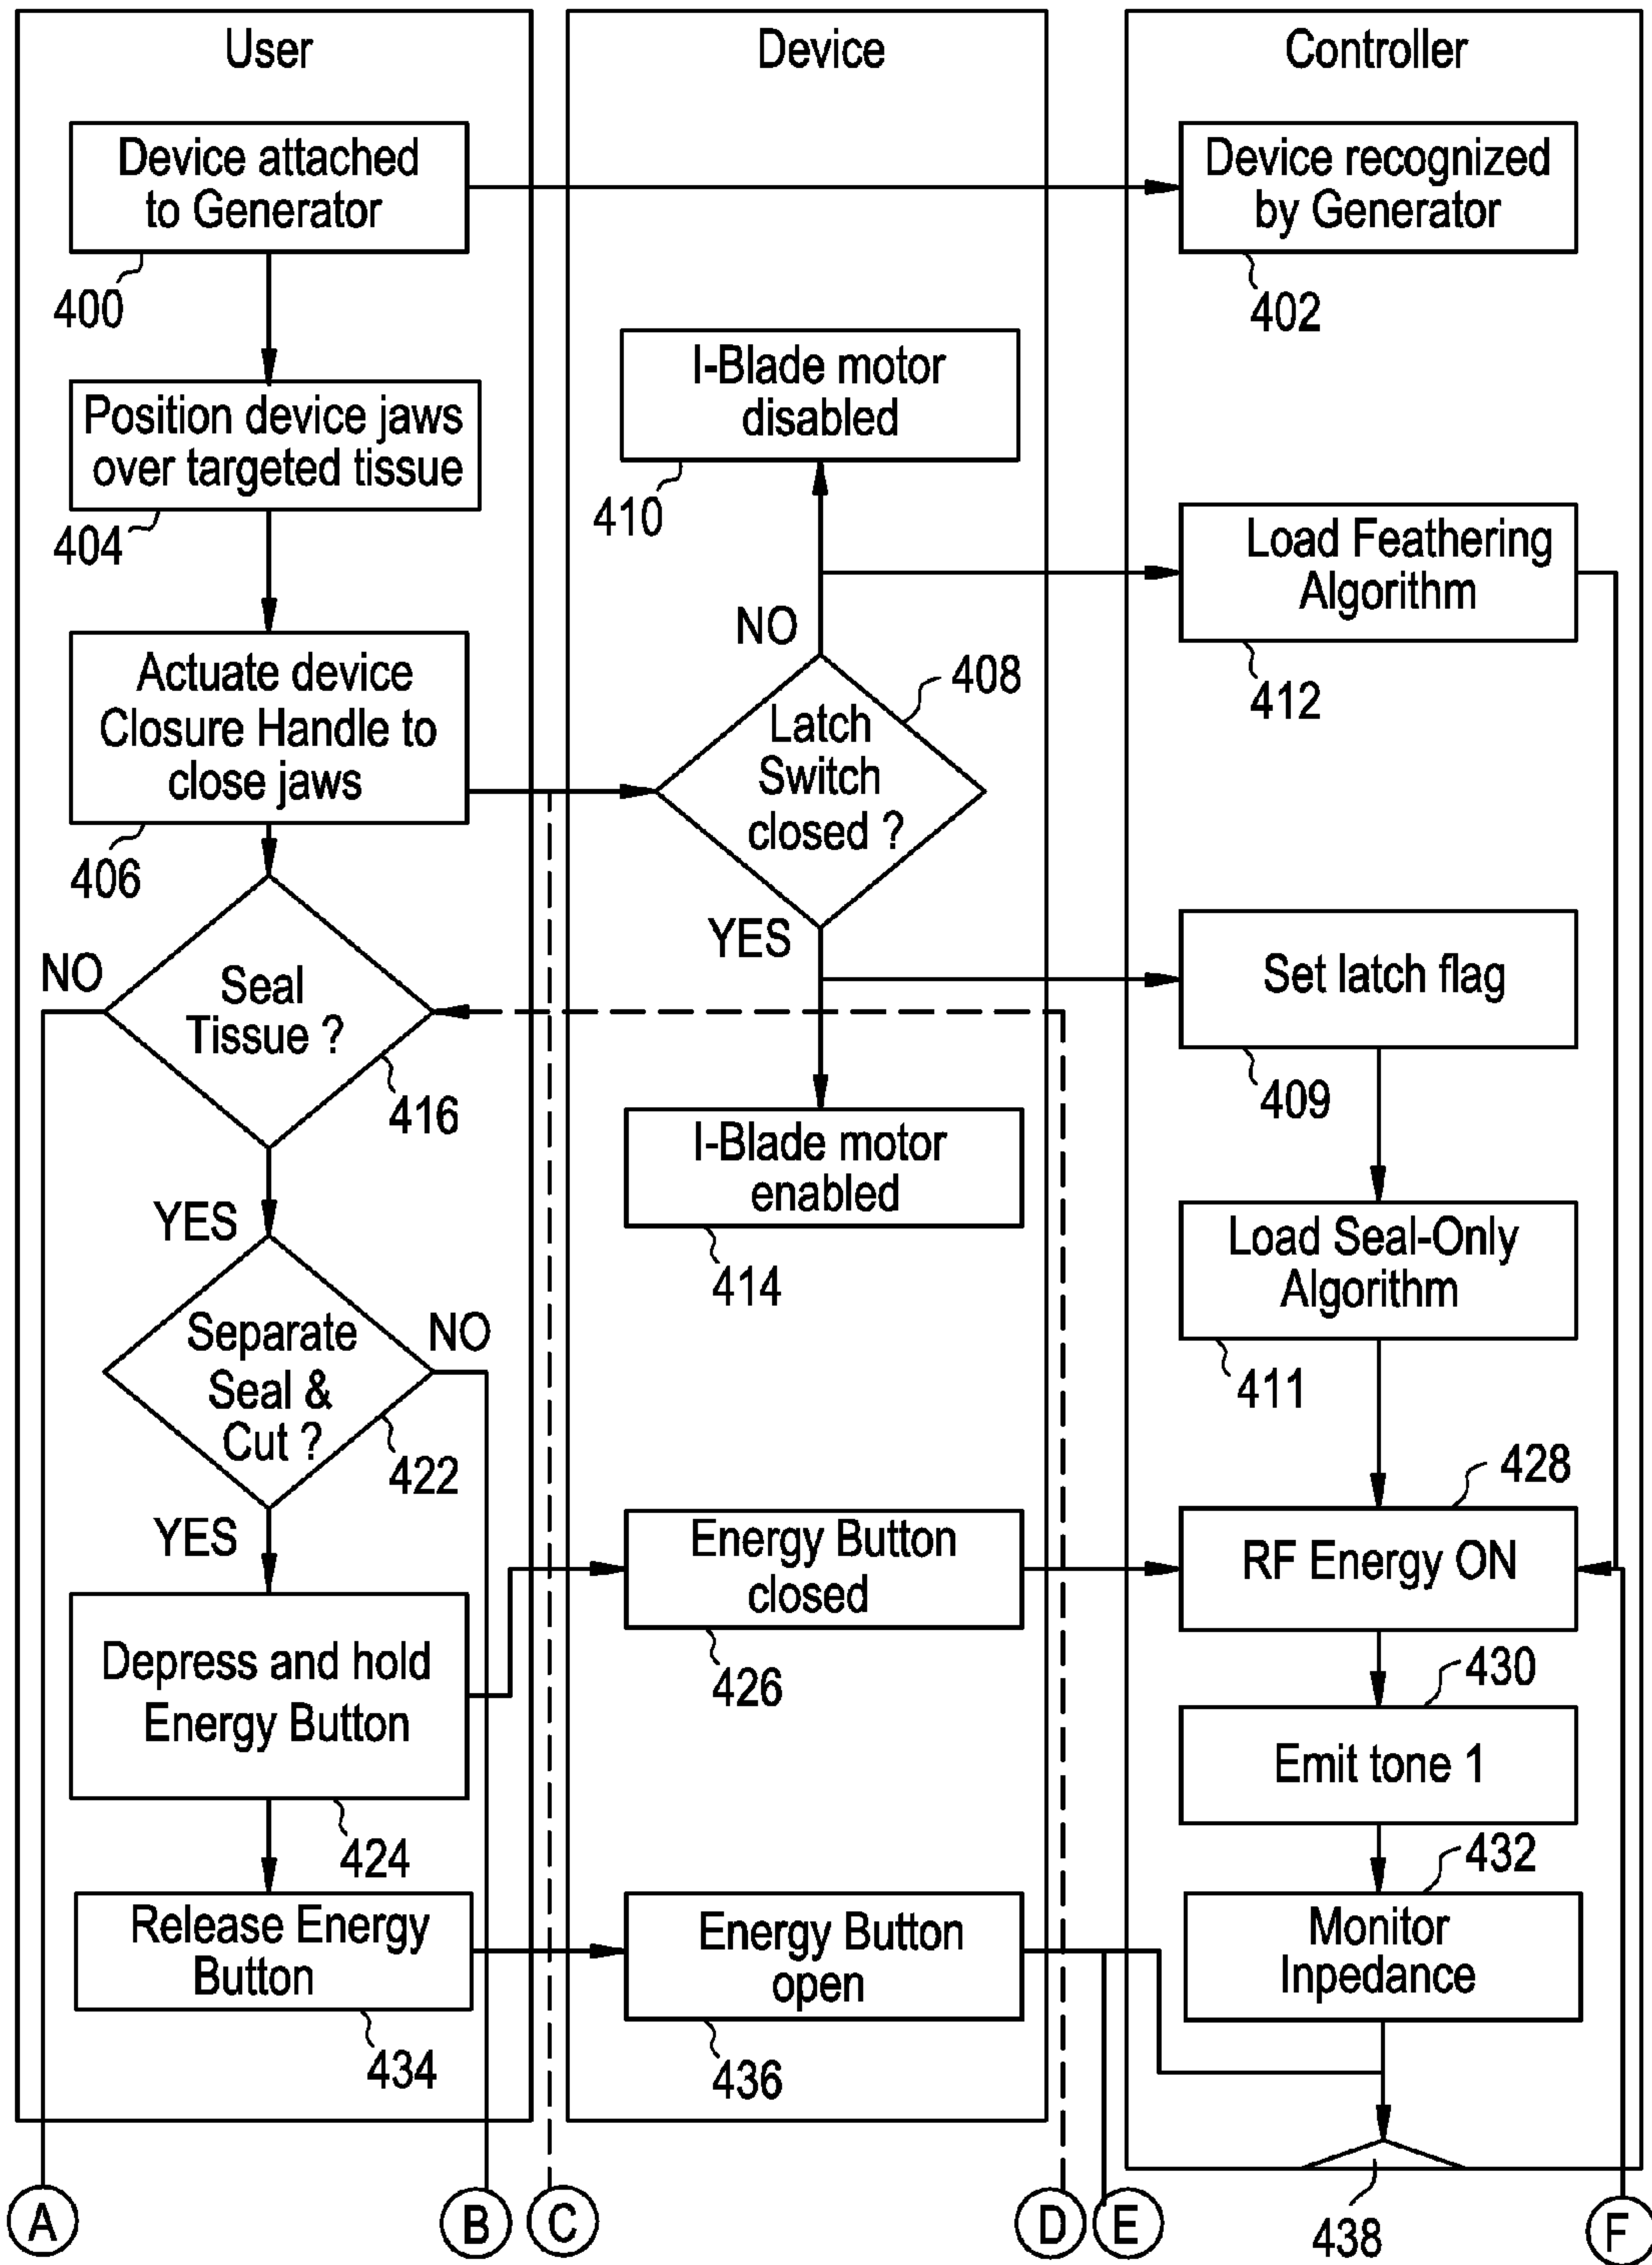 User
Device
Controller
Device attached
to Generator
400
Device recognized
by Generator
402
Position device jaws
over targeted tissue
404
I-Blade motor
disabled
410
Load Feathering
Algorithm
412
NO
Actuate device
Closure Handle to
close jaws
406
Latch
Switch
closed ?
408
YES
Set latch flag
409
NO
Seal
Tissue ?
416
YES
I-Blade motor
enabled
414
Load Seal-Only
Algorithm
411
Separate
Seal &
Cut ?
NO
422
YES
Energy Button
closed
426
428
RF Energy ON
Depress and hold
Energy Button
424
430
Emit tone 1
432
Monitor
Inpedance
Release Energy
Button
434
Energy Button
open
436
438
A
B
C
D
E
F